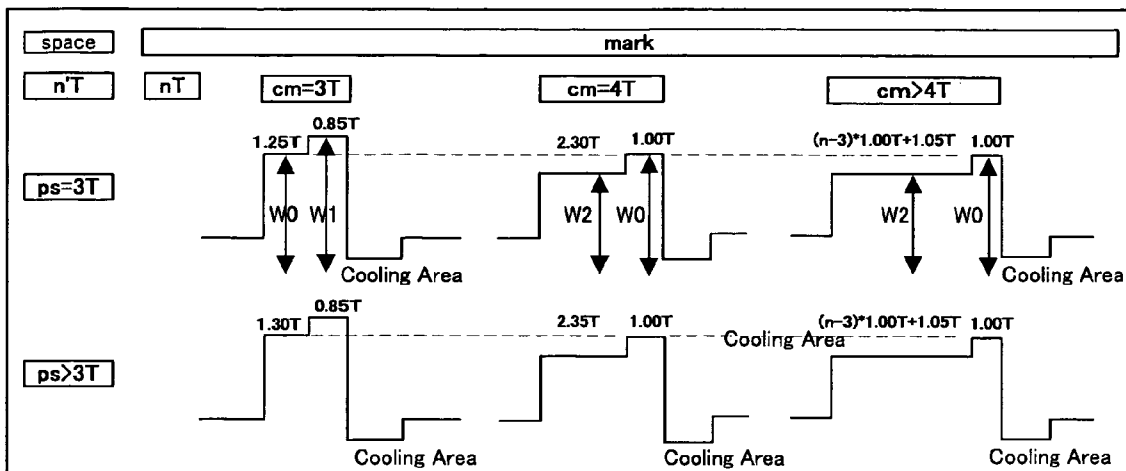 space mark
n'T nT cm=3T cm=4T cm>4T
1.25T 0.85T 2.30T 1.00T (n-3)*1.00T+1.05T 1.00T
ps=3T W0 W1 W2 W0 W2 W0
Cooling Area Cooling Area
1.30T 0.85T 2.35T 1.00T Cooling Area (n-3)*1.00T+1.05T 1.00T
ps>3T
Cooling Area Cooling Area Cooling Area